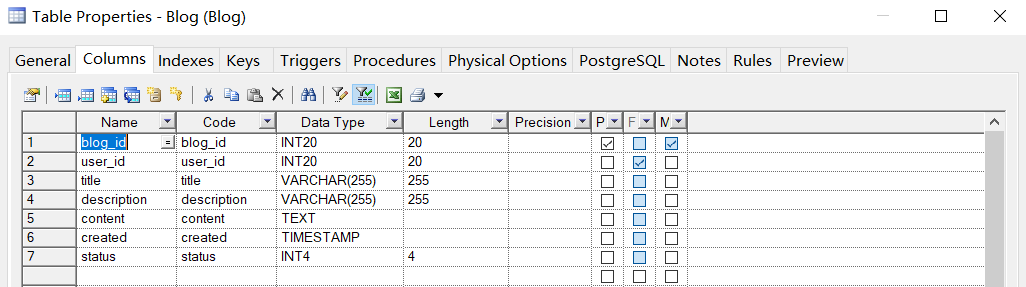 Table Properties - Blog (Blog)
General Columns Indexes Keys Triggers Procedures Physical Options PostgreSQL Notes Rules Preview
Name Code Data Type Length Precision P F M
1 blog_id = blog_id INT20 20
2 user_id user_id INT20 20
3 title title VARCHAR(255) 255
4 description description VARCHAR(255) 255
5 content content TEXT
6 created created TIMESTAMP
7 status status INT4 4